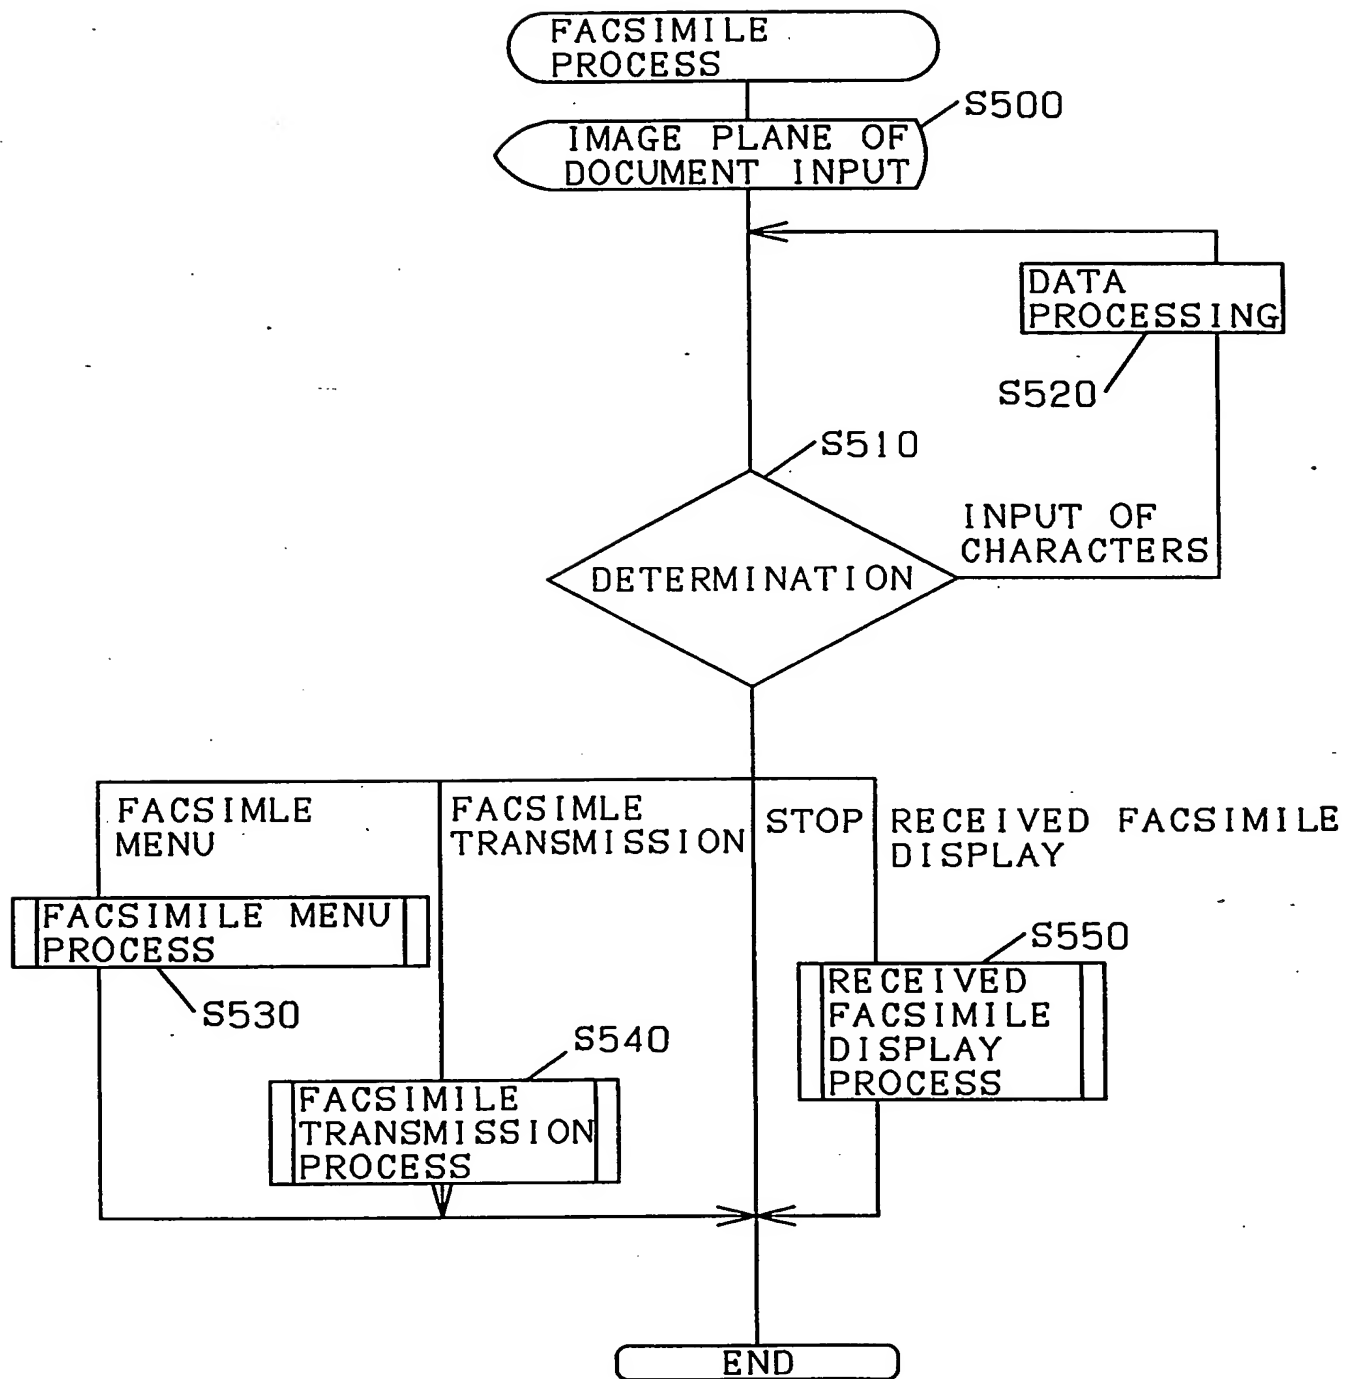 FACSIMILE
PROCESS
S500
IMAGE PLANE OF
DOCUMENT INPUT
DATA
PROCESSING
S520
S510
INPUT OF
CHARACTERS
DETERMINATION
FACSIMLE
MENU
FACSIMLE
TRANSMISSION
STOP
RECEIVED FACSIMILE
DISPLAY
FACSIMILE MENU
PROCESS
S530
S550
RECEIVED
FACSIMILE
DISPLAY
PROCESS
S540
FACSIMILE
TRANSMISSION
PROCESS
END